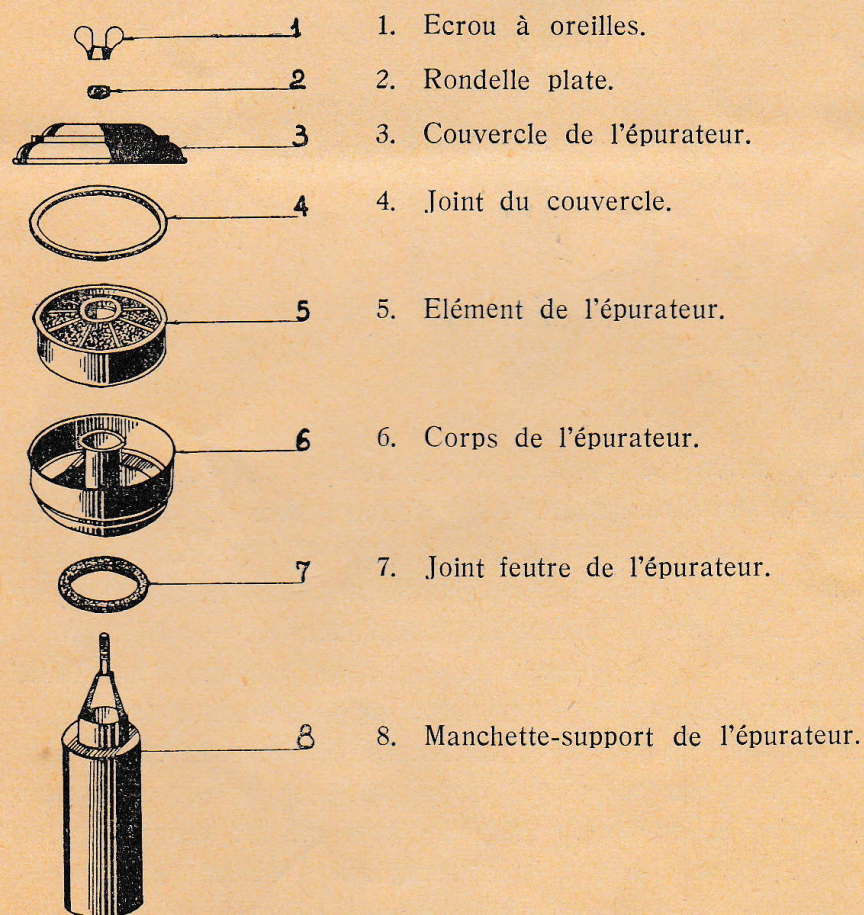 1 1. Ecrou à oreilles.
2 2. Rondelle plate.
3 3. Couvercle de l'épurateur.
4 4. Joint du couvercle.
5 5. Elément de l'épurateur.
6 6. Corps de l'épurateur.
7 7. Joint feutre de l'épurateur.
8 8. Manchette-support de l'épurateur.